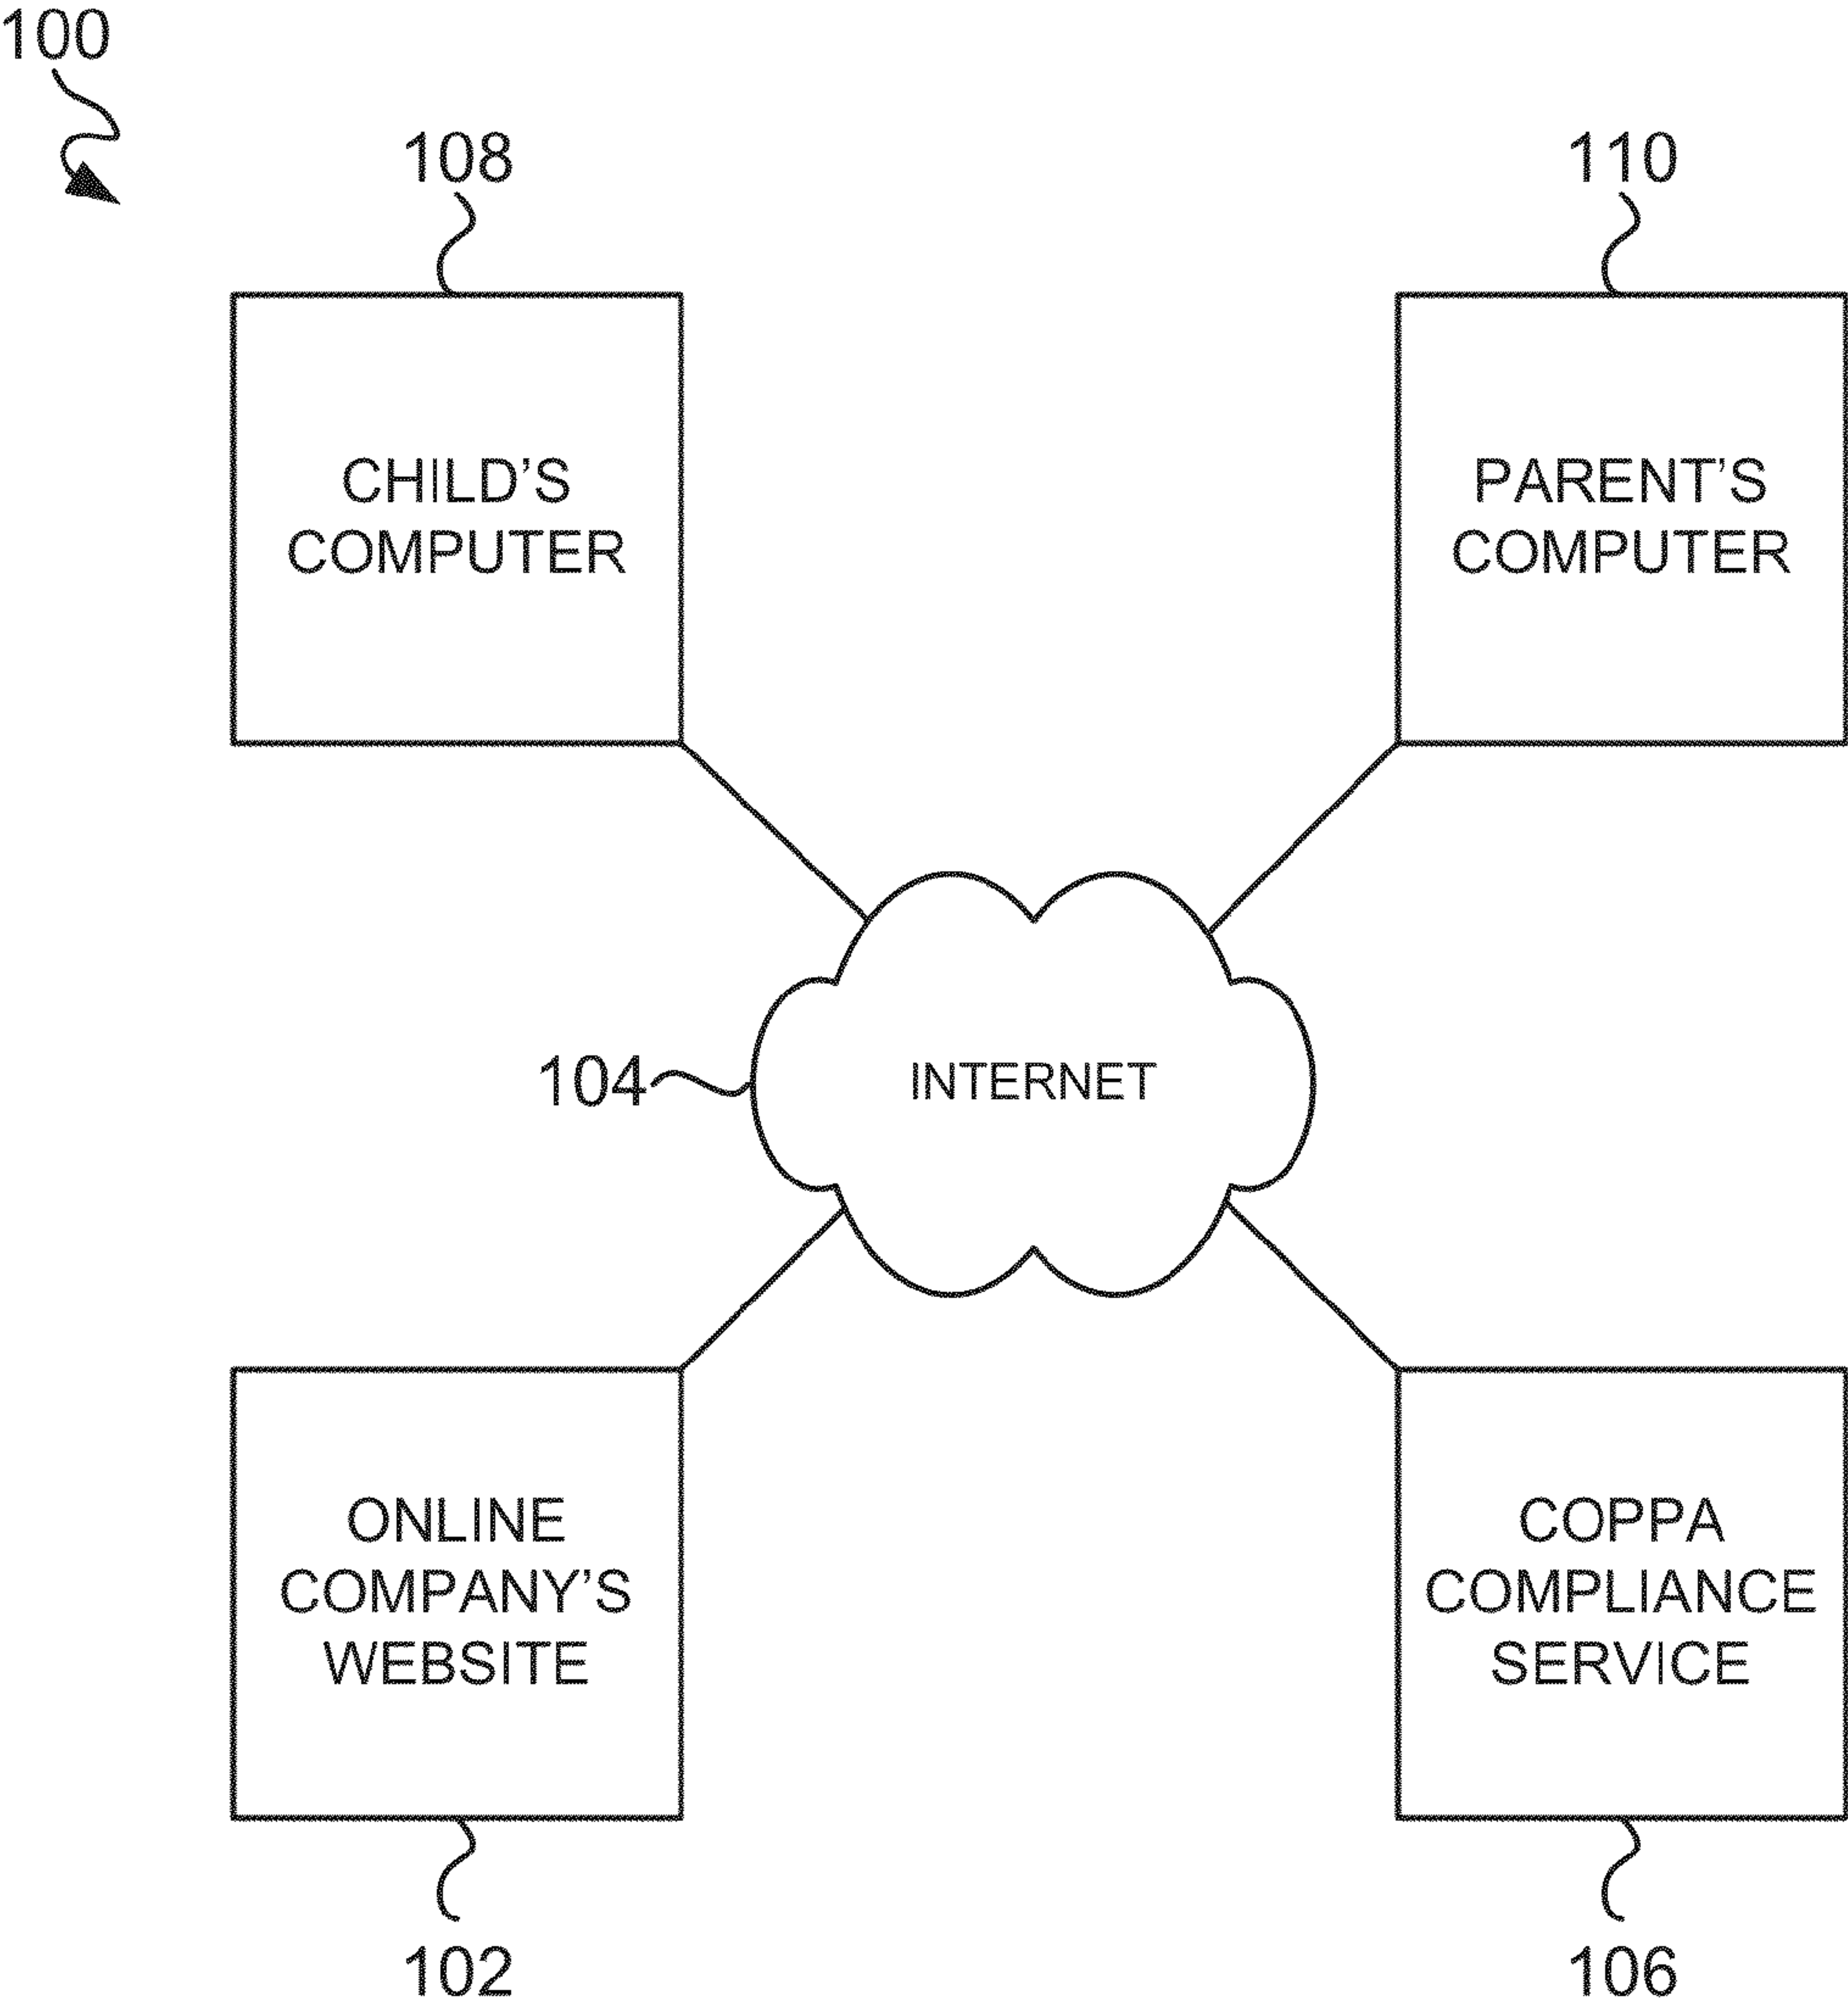 100
108
110
CHILD'S
COMPUTER
PARENT'S
COMPUTER
104
INTERNET
ONLINE
COMPANY'S
WEBSITE
COPPA
COMPLIANCE
SERVICE
102
106